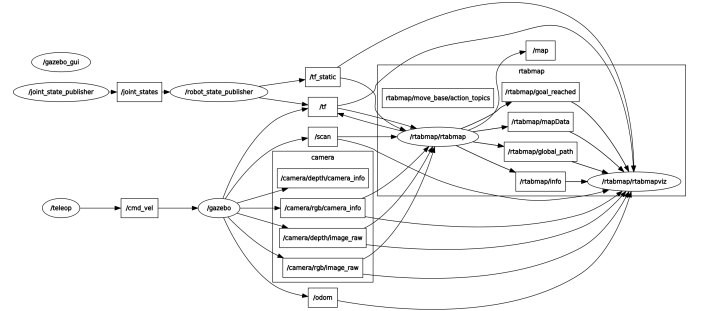 /gazebo_gui
/joint_state_publisher
/joint_states
/robot_state_publisher
/tf_static
/tf
/scan
/map
rtabmap
rtabmap/move_base/action_topics
/rtabmap/goal_reached
/rtabmap/mapData
/rtabmap/rtabmap
/rtabmap/global_path
/rtabmap/info
/rtabmap/rtabmapviz
camera
/camera/depth/camera_info
/camera/rgb/camera_info
/camera/depth/image_raw
/camera/rgb/image_raw
/teleop
/cmd_vel
/gazebo
/odom